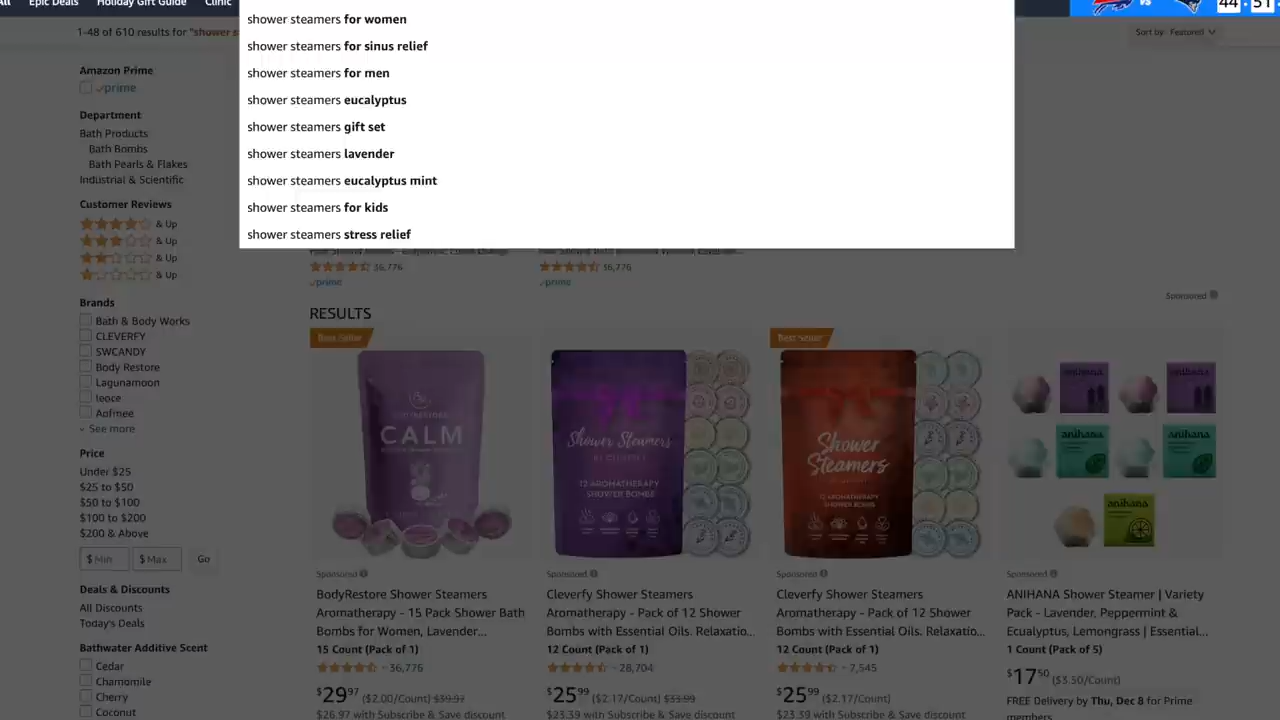 All Epic Deals Holiday Gift Guide Clinic
vs
44 : 51
1-48 of 610 results for "shower s
Sort by: Featured
shower steamers for women
shower steamers for sinus relief
shower steamers for men
shower steamers eucalyptus
shower steamers gift set
shower steamers lavender
shower steamers eucalyptus mint
shower steamers for kids
shower steamers stress relief
Amazon Prime
prime
Department
Bath Products
Bath Bombs
Bath Pearls & Flakes
Industrial & Scientific
Customer Reviews
& Up
& Up
& Up
& Up
Brands
Bath & Body Works
CLEVERFY
SWCANDY
Body Restore
Lagunamoon
leoce
Aofmee
See more
Price
Under $25
$25 to $50
$50 to $100
$100 to $200
$200 & Above
$ Min $ Max Go
Deals & Discounts
All Discounts
Today's Deals
Bathwater Additive Scent
Cedar
Chamomile
Cherry
Coconut
36,776
prime
36,776
prime
Sponsored
RESULTS
Best Seller
CALM
Sponsored
BodyRestore Shower Steamers
Aromatherapy - 15 Pack Shower Bath
Bombs for Women, Lavender...
15 Count (Pack of 1)
36,776
$29.97 ($2.00/Count) $39.97
$26.97 with Subscribe & Save discount
Shower Steamers
BY CLEVERFY
12 AROMATHERAPY
SHOWER BOMBS
Sponsored
Cleverfy Shower Steamers
Aromatherapy - Pack of 12 Shower
Bombs with Essential Oils. Relaxatio...
12 Count (Pack of 1)
28,704
$25.99 ($2.17/Count) $33.99
$23.39 with Subscribe & Save discount
Best Seller
Shower
Steamers
12 AROMATHERAPY
SHOWER BOMBS
Sponsored
Cleverfy Shower Steamers
Aromatherapy - Pack of 12 Shower
Bombs with Essential Oils. Relaxatio...
12 Count (Pack of 1)
7,545
$25.99 ($2.17/Count)
$23.39 with Subscribe & Save discount
anihana
anihana
anihana
anihana
anihana
Sponsored
ANIHANA Shower Steamer | Variety
Pack - Lavender, Peppermint &
Ecualyptus, Lemongrass | Essential...
1 Count (Pack of 5)
$17.50 ($3.50/Count)
FREE Delivery by Thu, Dec 8 for Prime
members